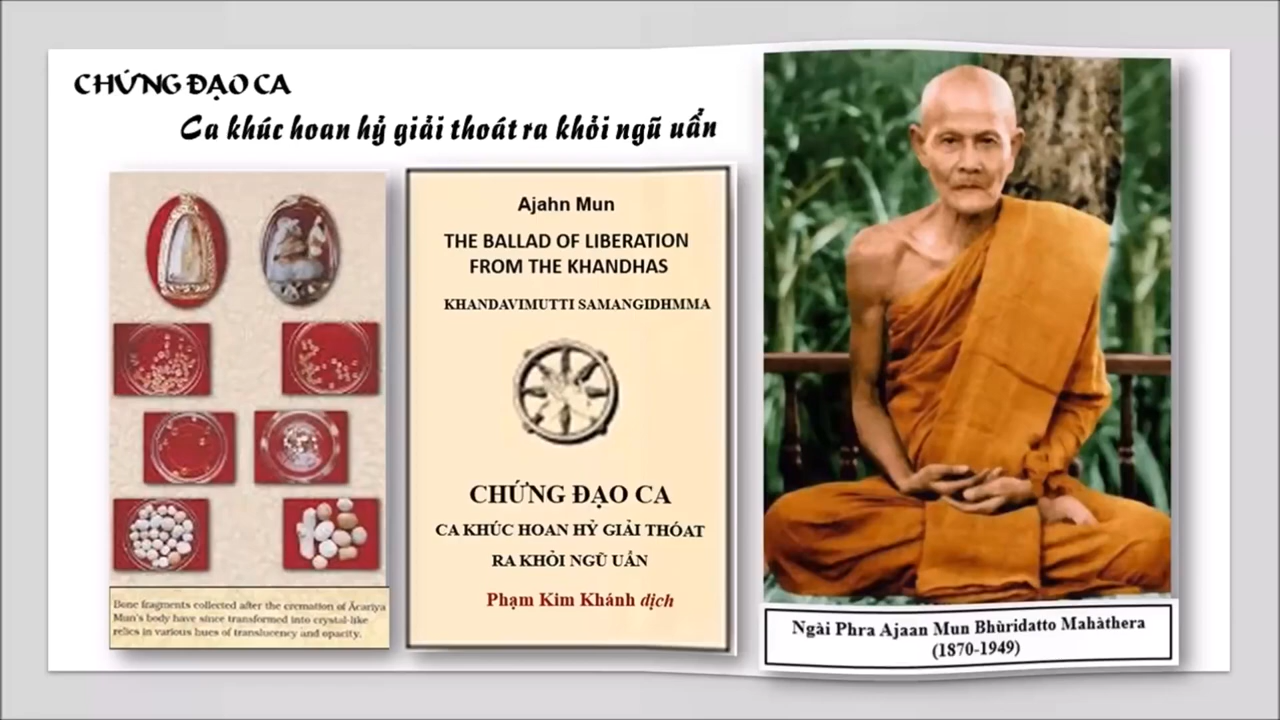 CHỨNG ĐẠO CA
Ca khúc hoan hỷ giải thoát ra khỏi ngũ uẩn
Bone fragments collected after the cremation of Ācariya
Mun's body have since transformed into crystal-like
relics in various hues of translucency and opacity.
Ajahn Mun
THE BALLAD OF LIBERATION
FROM THE KHANDHAS
KHANDAVIMUTTI SAMANGIDHMMA
CHỨNG ĐẠO CA
CA KHÚC HOAN HỶ GIẢI THÓAT
RA KHỎI NGŨ UẨN
Phạm Kim Khánh dịch
Ngài Phra Ajaan Mun Bhùridatto Mahàthera
(1870-1949)